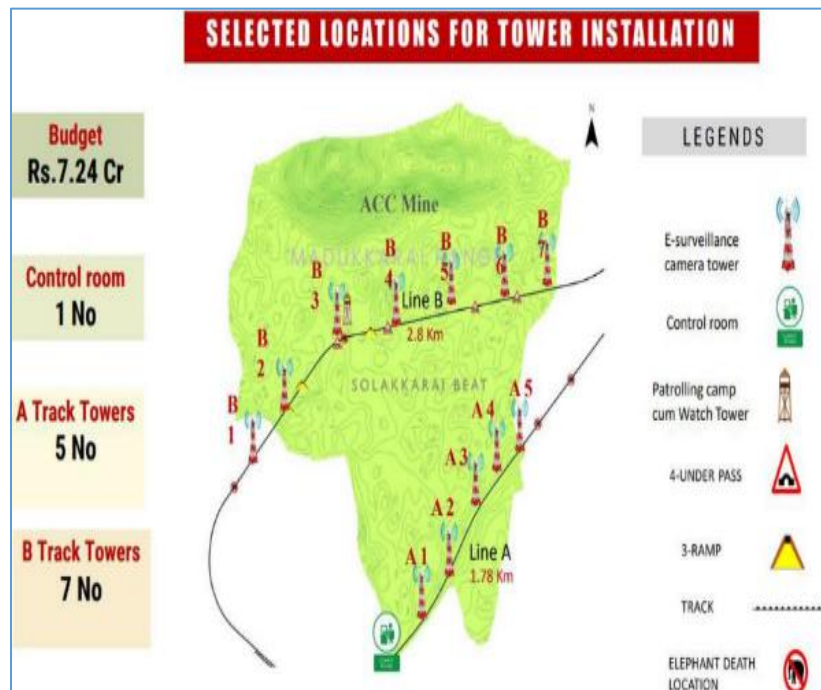 SELECTED LOCATIONS FOR TOWER INSTALLATION
Budget
Rs.7.24 Cr
Control room
1 No
A Track Towers
5 No
B Track Towers
7 No
N
ACC Mine
MADUKKARAI RANGE
B
7
B
6
B
5
B
4
B
3
Line B
2.8 Km
B
2
SOLAKKARAI BEAT
B
1
A 5
A 4
A 3
A 2
Line A
1.78 Km
A 1
LEGENDS
E-surveillance
camera tower
Control room
Patrolling camp
cum Watch Tower
4-UNDER PASS
3-RAMP
TRACK
ELEPHANT DEATH
LOCATION